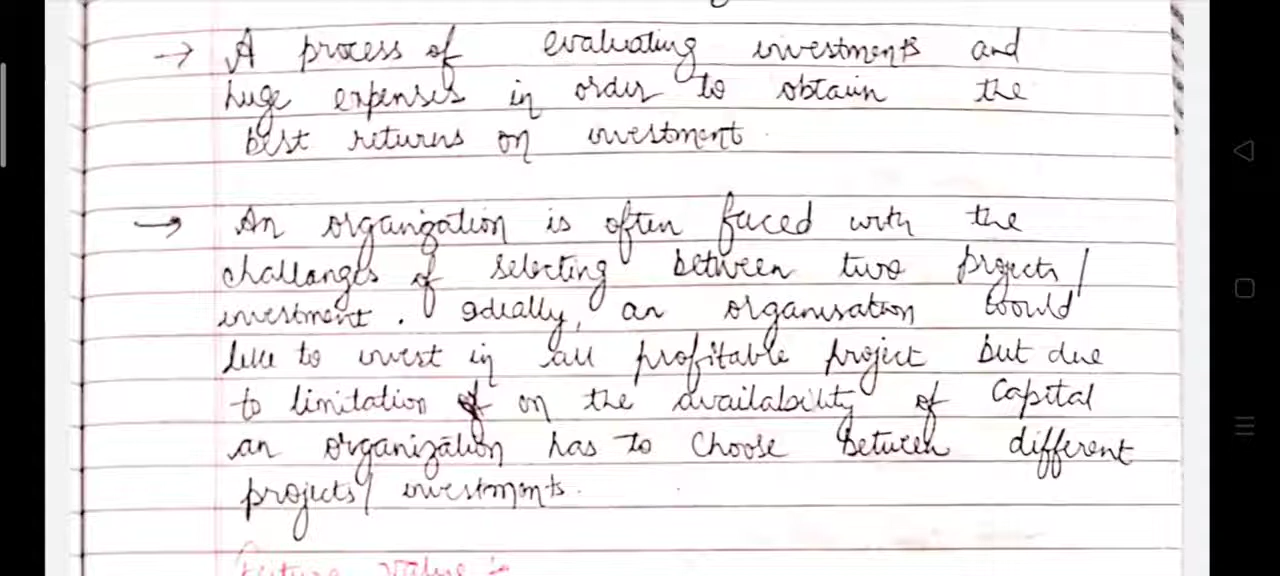 → A process of evaluating investments and
huge expenses in order to obtain the
best returns on investment.
→ An organization is often faced with the
challanges of selecting between two projects/
investment. Ideally, an organisation would
like to invest in all profitable project but due
to limitation on the availability of Capital
an organization has to choose between different
projects/ investments.
Future value :-